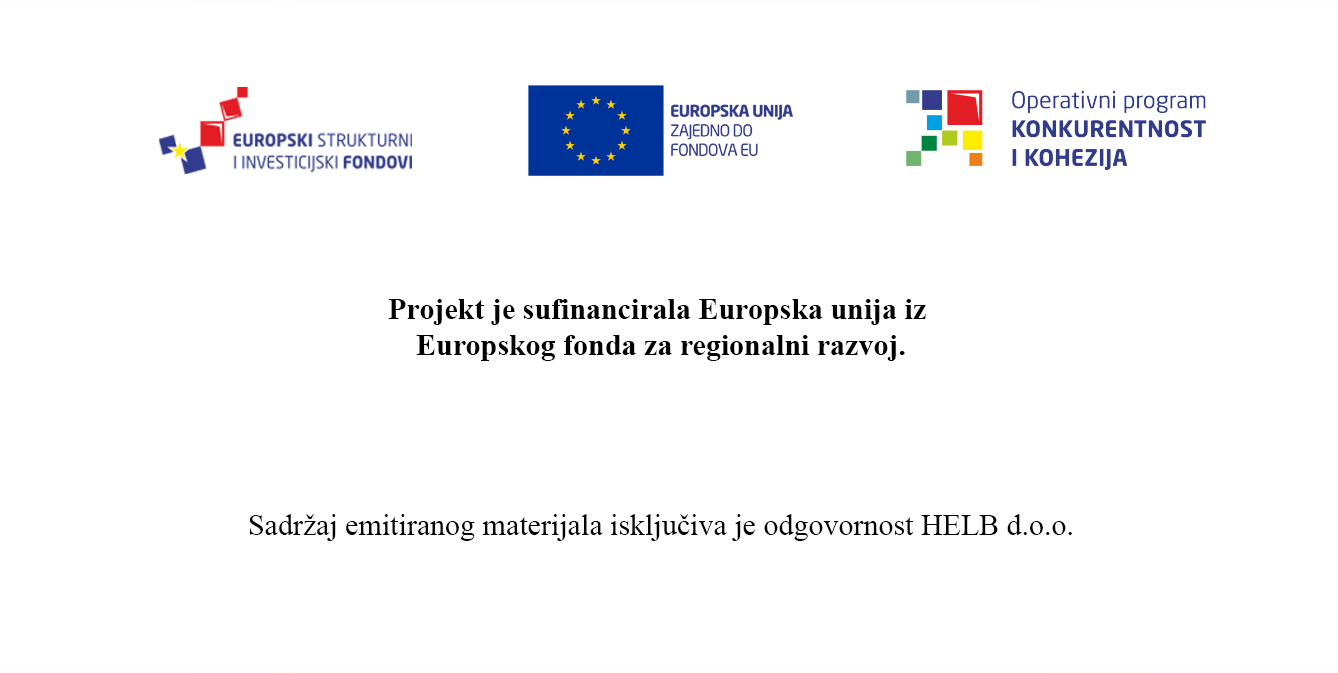 EUROPSKI STRUKTURNI
I INVESTICIJSKI FONDOVI
EUROPSKA UNIJA
ZAJEDNO DO
FONDOVA EU
Operativni program
KONKURENTNOST
I KOHEZIJA
Projekt je sufinancirala Europska unija iz
Europskog fonda za regionalni razvoj.
Sadržaj emitiranog materijala isključiva je odgovornost HELB d.o.o.